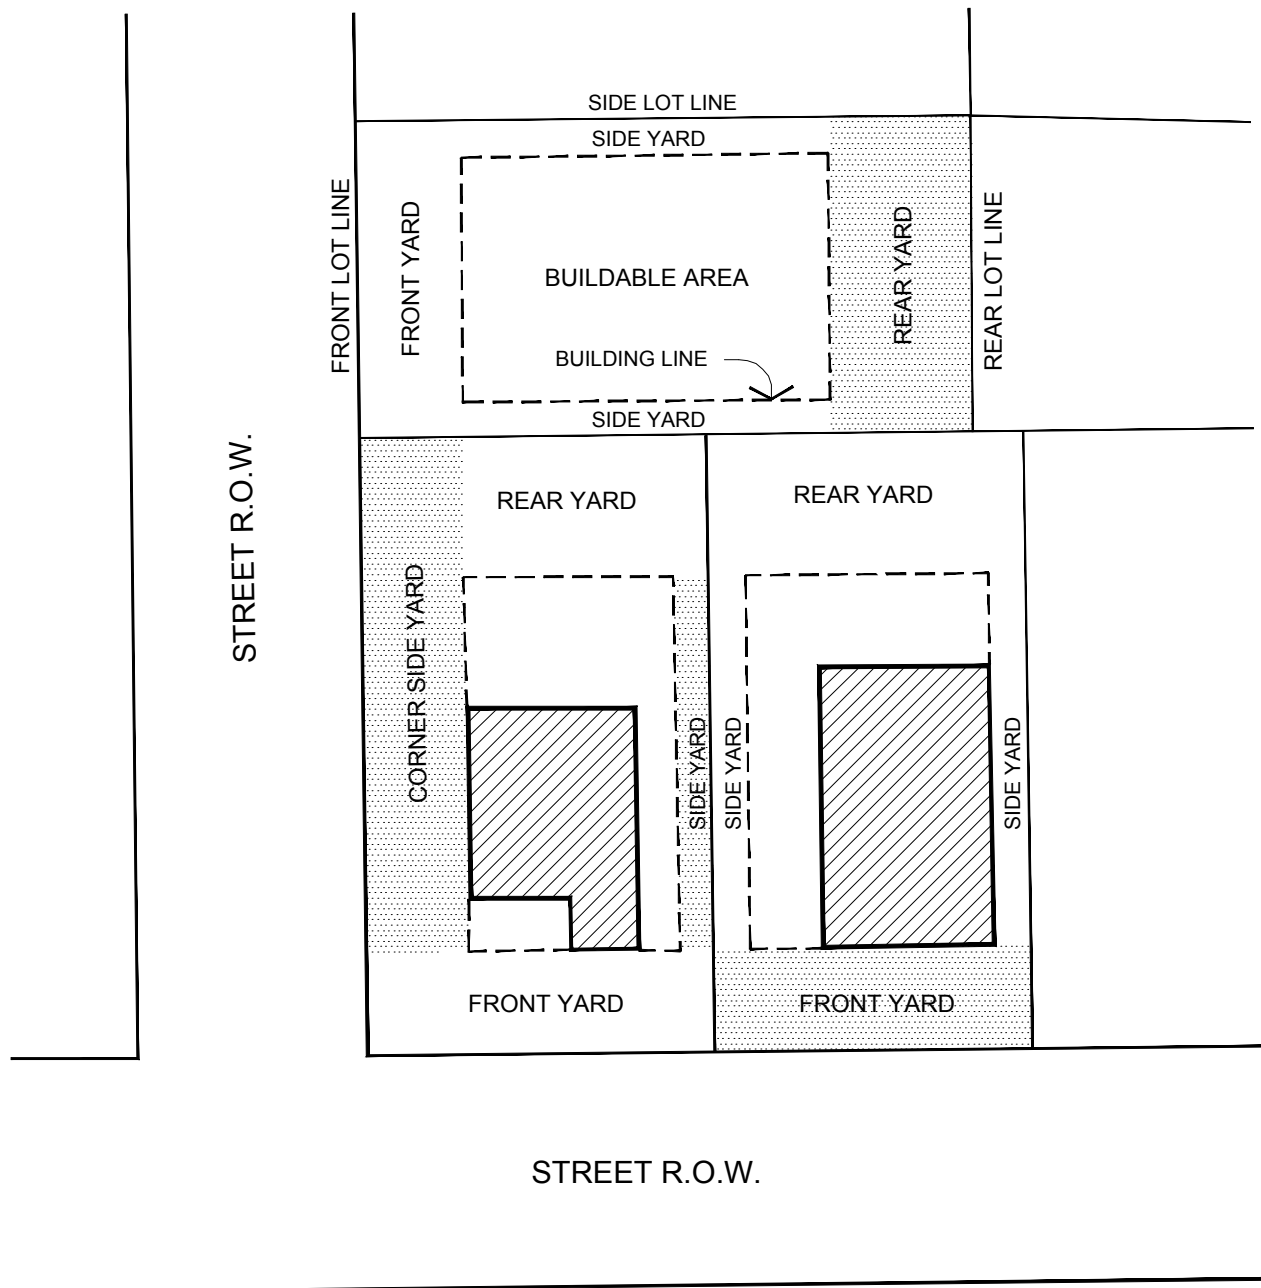 SIDE LOT LINE
SIDE YARD
FRONT LOT LINE
FRONT YARD
BUILDABLE AREA
REAR YARD
REAR LOT LINE
BUILDING LINE
SIDE YARD
STREET R.O.W.
REAR YARD
REAR YARD
CORNER SIDE YARD
SIDE YARD
SIDE YARD
SIDE YARD
FRONT YARD
FRONT YARD
STREET R.O.W.